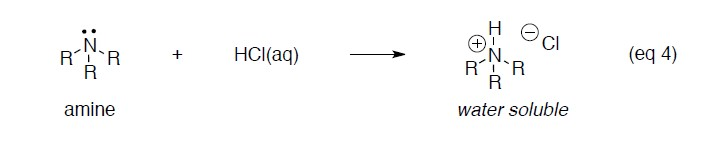 N
R R
R
+
HCl(aq)
H
⊕ N
R R
R
⊖ Cl
(eq 4)
amine
water soluble